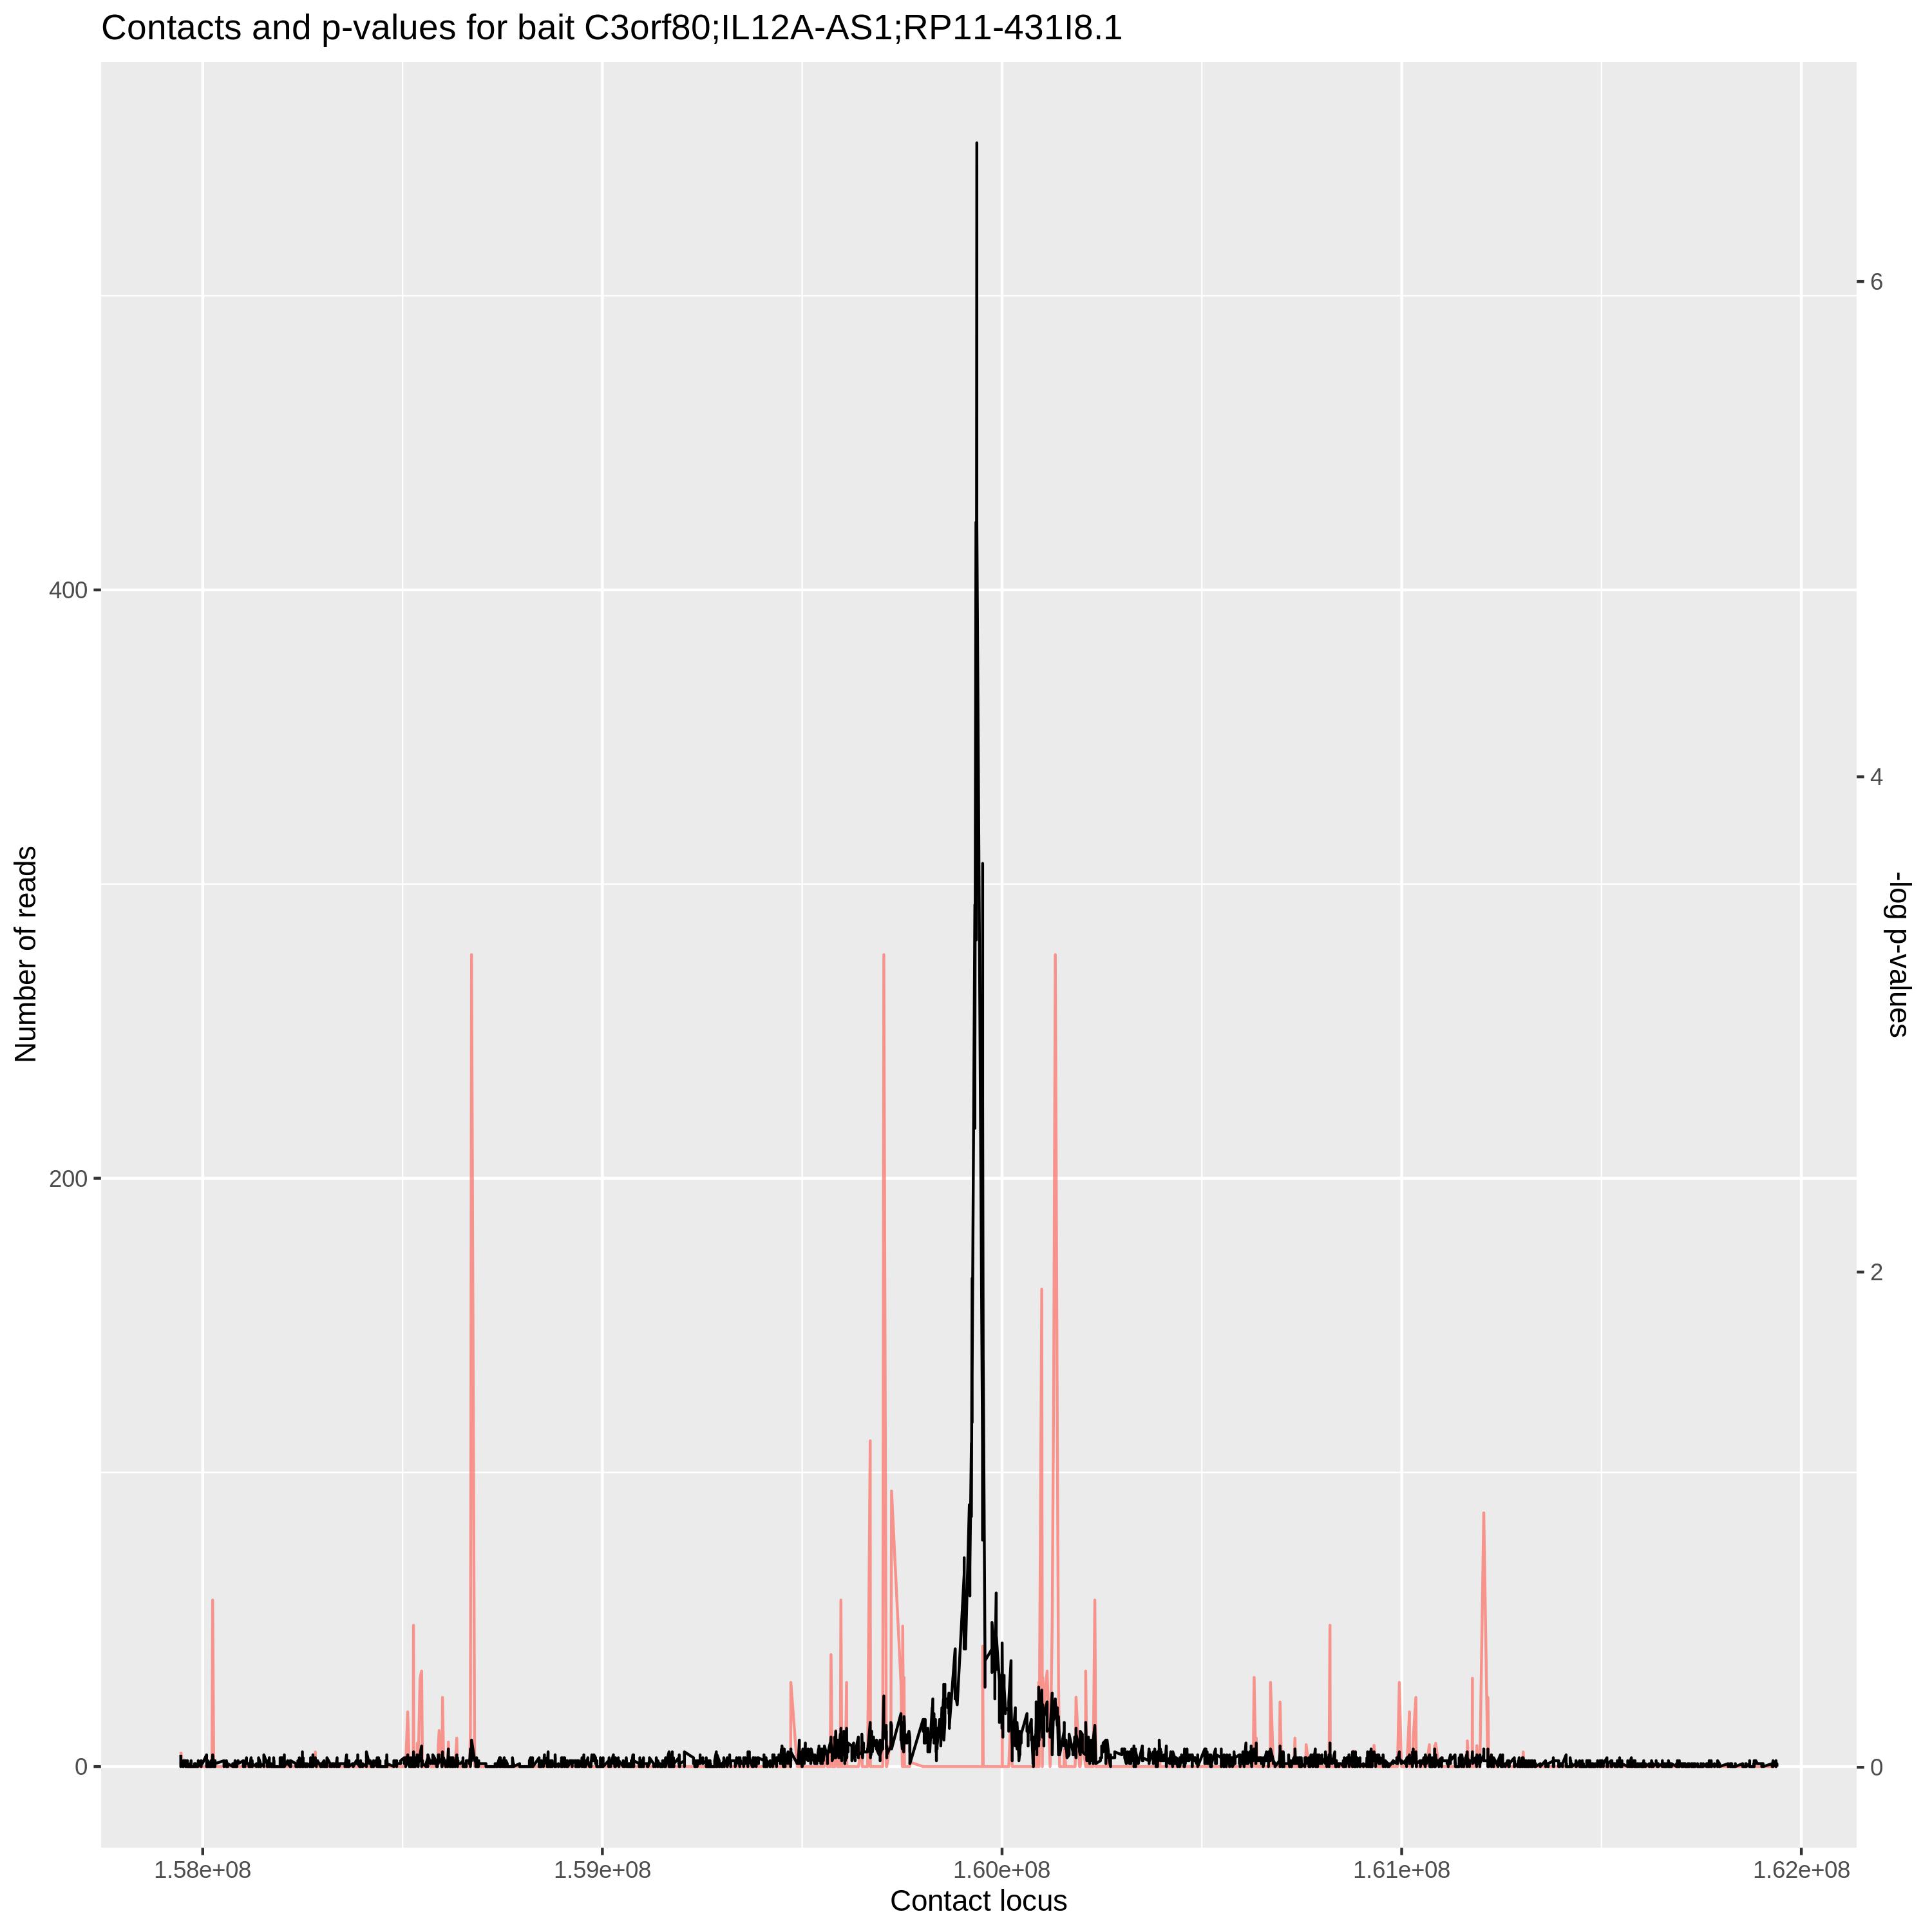 Contacts and p-values for bait C3orf80;IL12A-AS1;RP11-431I8.1
Number of reads
400
200
0
6
4
2
0
-log p-values
1.58e+08 1.59e+08 1.60e+08 1.61e+08 1.62e+08
Contact locus